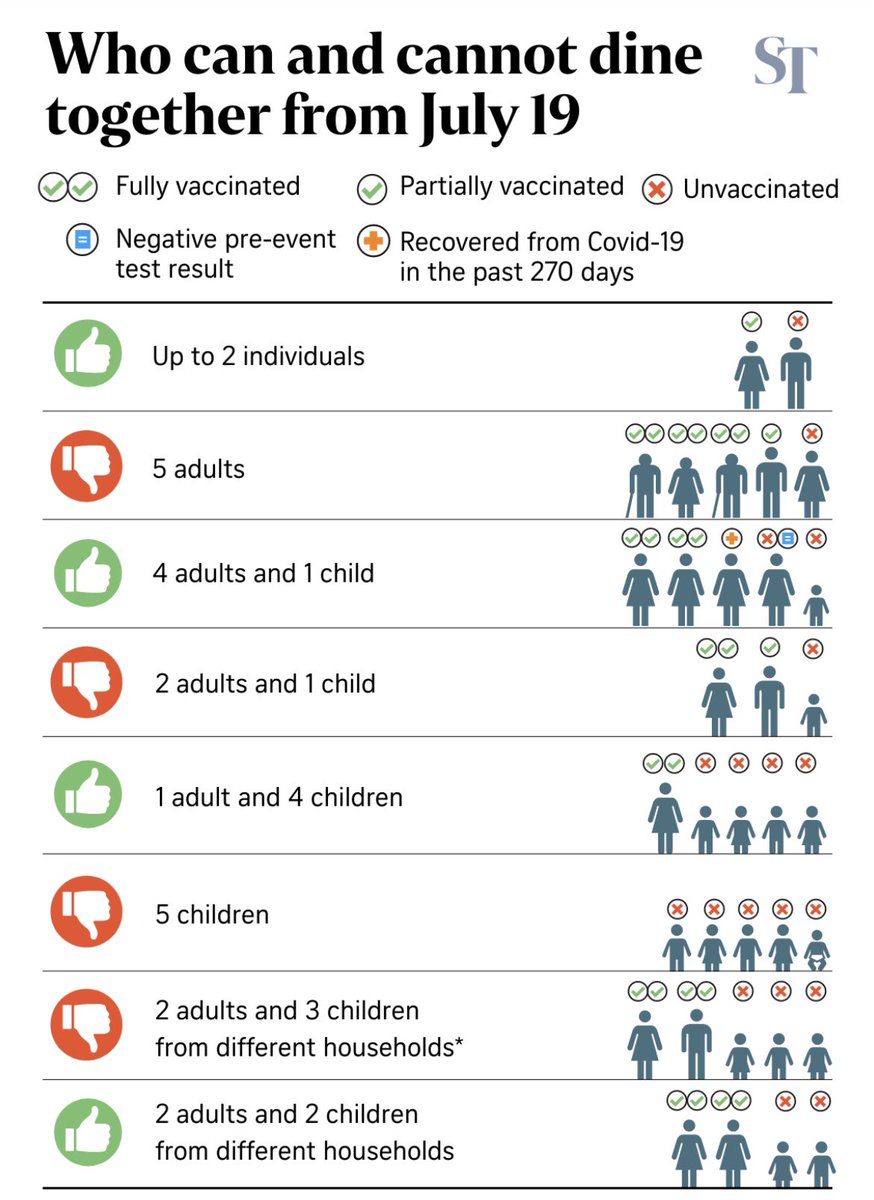 Who can and cannot dine
together from July 19
ST
Fully vaccinated
Partially vaccinated
Unvaccinated
Negative pre-event
test result
Recovered from Covid-19
in the past 270 days
Up to 2 individuals
5 adults
4 adults and 1 child
2 adults and 1 child
1 adult and 4 children
5 children
2 adults and 3 children
from different households*
2 adults and 2 children
from different households